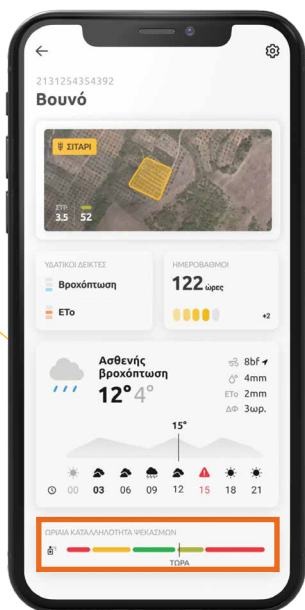 2131254354392
Βουνό
ΣΙΤΑΡΙ
ΣΤΡ.
3.5 52
ΥΔΑΤΙΚΟΙ ΔΕΙΚΤΕΣ
Βροχόπτωση
ETo
ΗΜΕΡΟΒΑΘΜΟΙ
122 ώρες
+2
Ασθενής
βροχόπτωση
12° 4°
8bf
4mm
ETo 2mm
ΔΦ 3ωρ.
15°
00 03 06 09 12 15 18 21
ΩΡΙΑΙΑ ΚΑΤΑΛΛΗΛΟΤΗΤΑ ΨΕΚΑΣΜΩΝ
ΤΩΡΑ